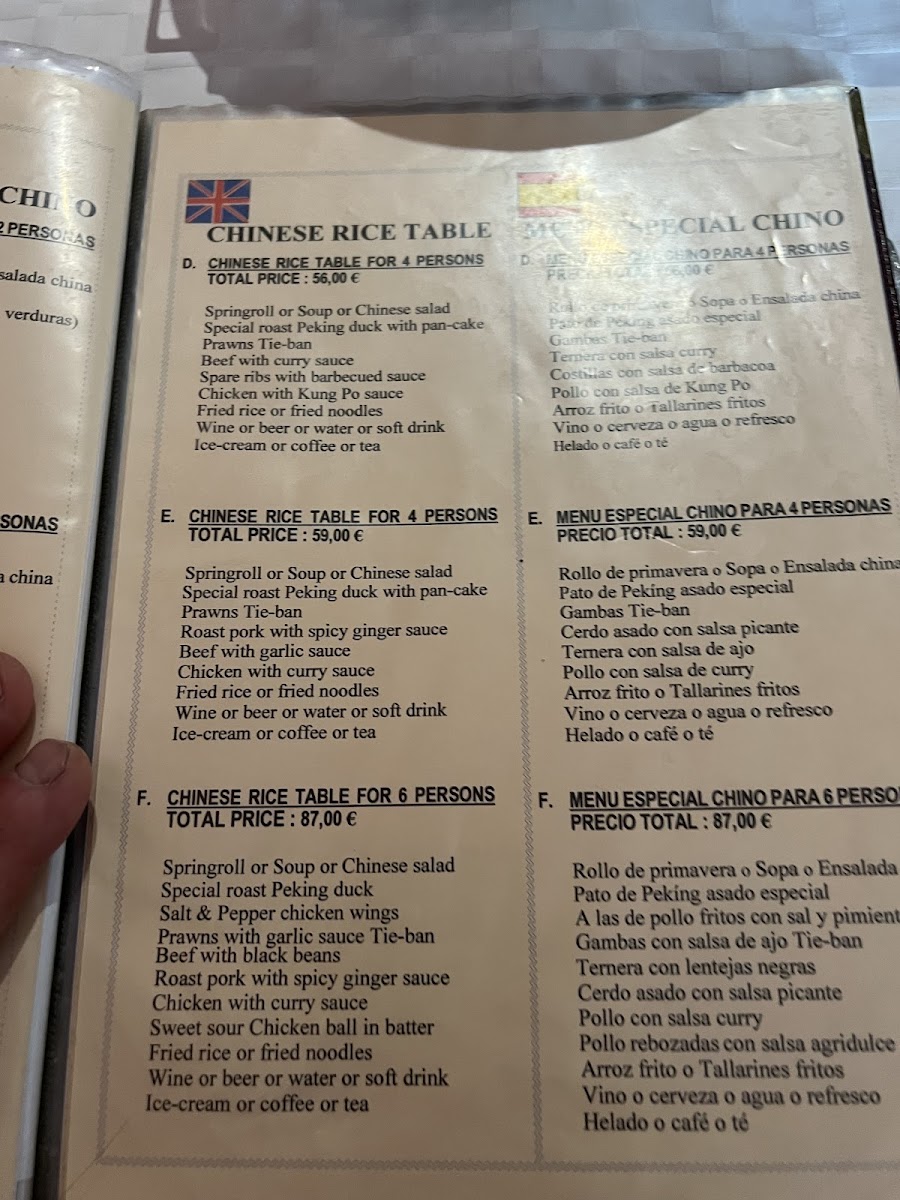 CHINO
2 PERSONAS
salada china
verduras)
SONAS
a china
CHINESE RICE TABLE
D. CHINESE RICE TABLE FOR 4 PERSONS
TOTAL PRICE : 56,00 €
Springroll or Soup or Chinese salad
Special roast Peking duck with pan-cake
Prawns Tie-ban
Beef with curry sauce
Spare ribs with barbecued sauce
Chicken with Kung Po sauce
Fried rice or fried noodles
Wine or beer or water or soft drink
Ice-cream or coffee or tea
E. CHINESE RICE TABLE FOR 4 PERSONS
TOTAL PRICE : 59,00 €
Springroll or Soup or Chinese salad
Special roast Peking duck with pan-cake
Prawns Tie-ban
Roast pork with spicy ginger sauce
Beef with garlic sauce
Chicken with curry sauce
Fried rice or fried noodles
Wine or beer or water or soft drink
Ice-cream or coffee or tea
F. CHINESE RICE TABLE FOR 6 PERSONS
TOTAL PRICE : 87,00 €
Springroll or Soup or Chinese salad
Special roast Peking duck
Salt & Pepper chicken wings
Prawns with garlic sauce Tie-ban
Beef with black beans
Roast pork with spicy ginger sauce
Chicken with curry sauce
Sweet sour Chicken ball in batter
Fried rice or fried noodles
Wine or beer or water or soft drink
Ice-cream or coffee or tea
ESPECIAL CHINO
D. MENU ESPECIAL CHINO PARA 4 PERSONAS
Sopa o Ensalada china
Pato de Peking asado especial
Gambas Tie-ban
Ternera con salsa curry
Costillas con salsa de barbacoa
Pollo con salsa de Kung Po
Arroz frito o Tallarines fritos
Vino o cerveza o agua o refresco
Helado o café o té
E. MENU ESPECIAL CHINO PARA 4 PERSONAS
PRECIO TOTAL : 59,00 €
Rollo de primavera o Sopa o Ensalada china
Pato de Peking asado especial
Gambas Tie-ban
Cerdo asado con salsa picante
Ternera con salsa de ajo
Pollo con salsa de curry
Arroz frito o Tallarines fritos
Vino o cerveza o agua o refresco
Helado o café o té
F. MENU ESPECIAL CHINO PARA 6 PERSO
PRECIO TOTAL : 87,00 €
Rollo de primavera o Sopa o Ensalada
Pato de Pekíng asado especial
A las de pollo fritos con sal y pimient
Gambas con salsa de ajo Tie-ban
Ternera con lentejas negras
Cerdo asado con salsa picante
Pollo con salsa curry
Pollo rebozadas con salsa agridulce
Arroz frito o Tallarines fritos
Vino o cerveza o agua o refresco
Helado o café o té